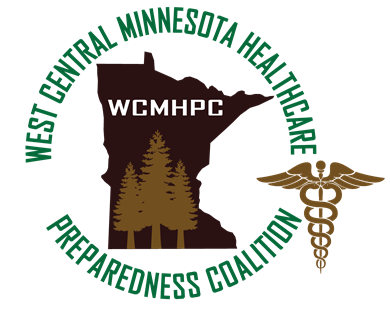 WEST CENTRAL MINNESOTA HEALTHCARE
WCMHPC
PREPAREDNESS COALITION